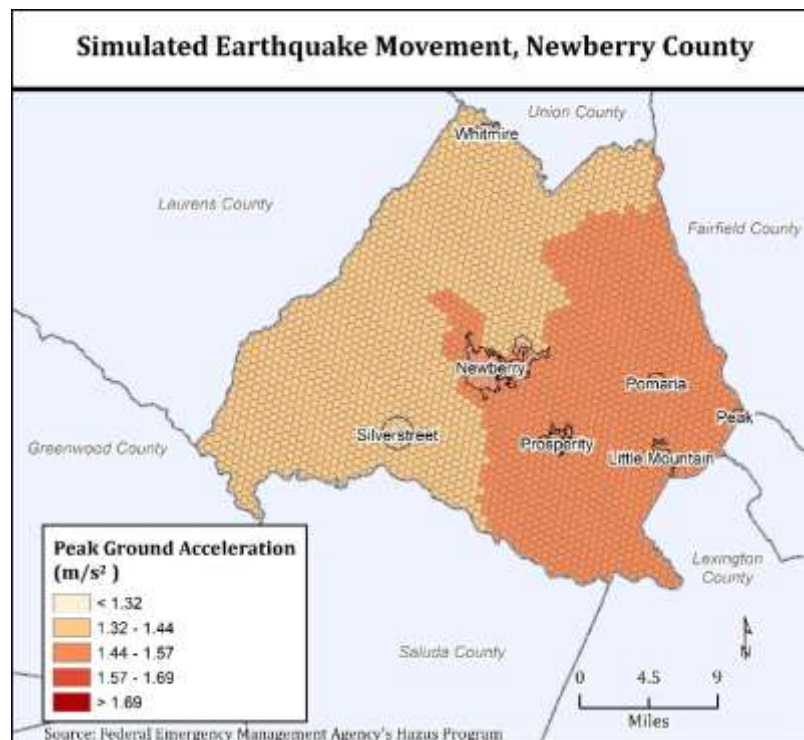 Simulated Earthquake Movement, Newberry County
Union County
Whitmire
Laurens County
Fairfield County
Newberry
Pomaria
Peak
Silverstreet
Prosperity
Greenwood County
Little Mountain
Peak Ground Acceleration
(m/s² )
< 1.32
1.32 - 1.44
1.44 - 1.57
1.57 - 1.69
> 1.69
Lexington
County
Saluda County
N
0 4.5 9
Miles
Source: Federal Emergency Management Agency's Hazus Program